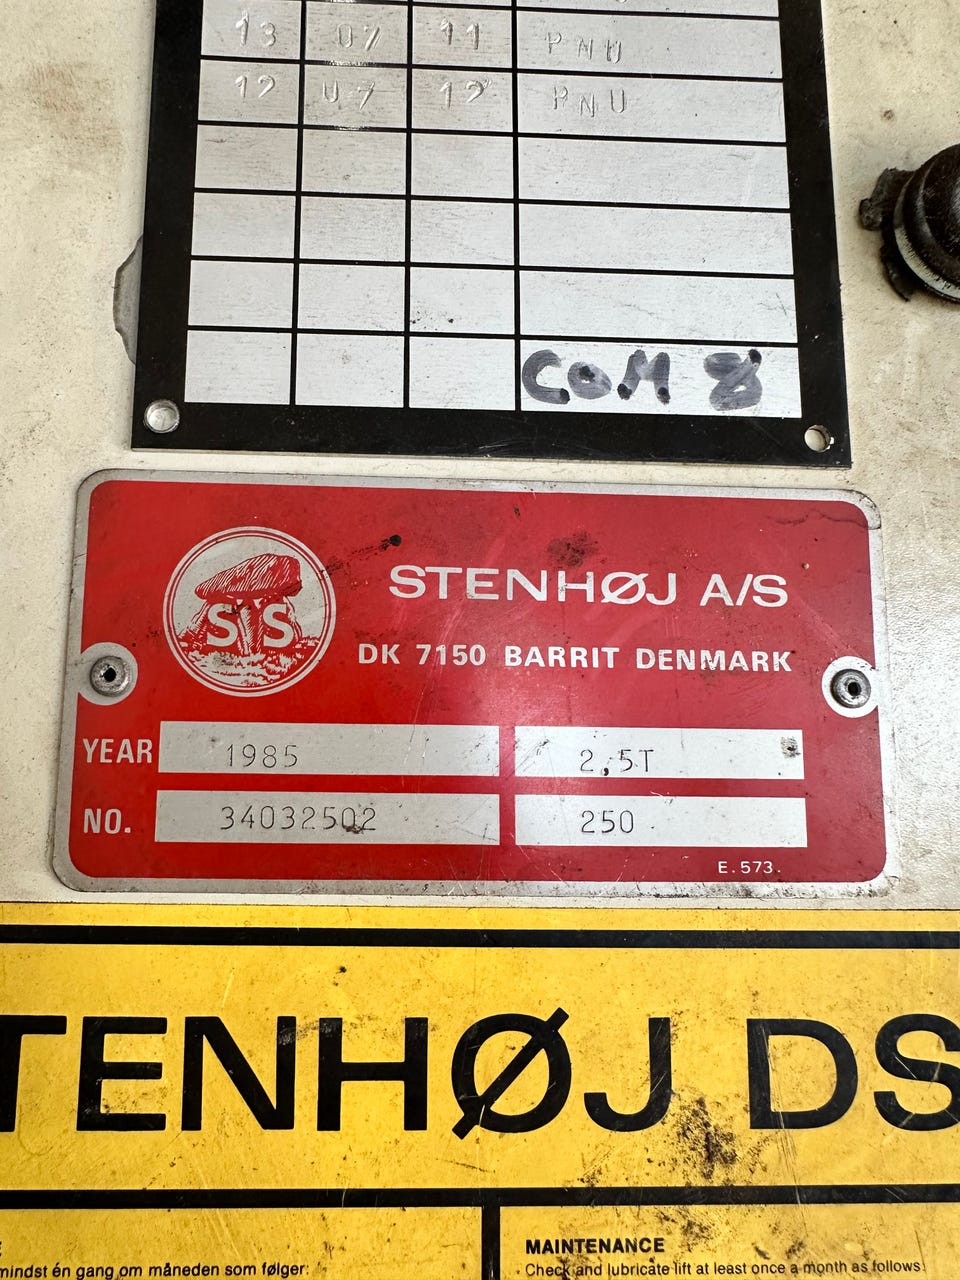 13 07 11 PNU
12 07 12 PNU
COM 8
STENHØJ A/S
SS
DK 7150 BARRIT DENMARK
YEAR 1985 2,5T
NO. 34032502 250
E.573.
TENHØJ DS
MAINTENANCE
mindst én gang om måneden som følger:
Check and lubricate lift at least once a month as follows: